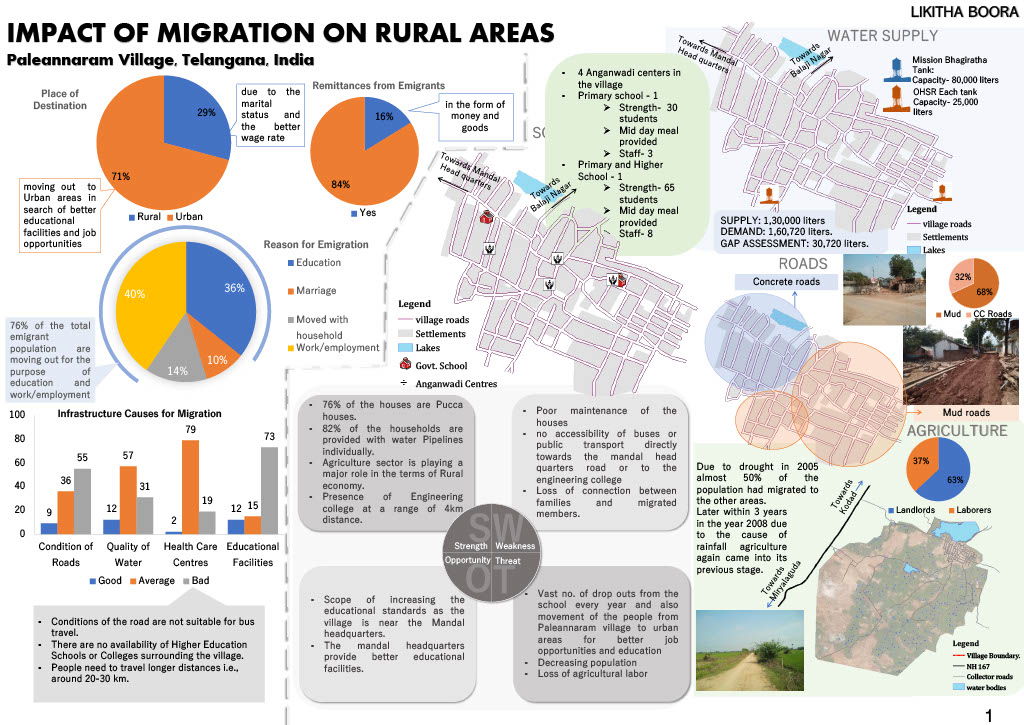 LIKITHA BOORA
IMPACT OF MIGRATION ON RURAL AREAS
Paleannaram Village, Telangana, India
Place of
Destination
29%
71%
due to the
marital
status and
the better
wage rate
moving out to
Urban areas in
search of better
educational
facilities and job
opportunities
Rural Urban
Remittances from Emigrants
16%
84%
in the form of
money and
goods
Yes
Reason for Emigration
36%
10%
14%
40%
Education
Marriage
Moved with
household
Work/employment
76% of the total
emigrant
population are
moving out for the
purpose of
education and
work/employment
Infrastructure Causes for Migration
100
80
60
40
20
0
9
36
55
12
57
31
2
79
19
12
15
73
Condition of
Roads
Quality of
Water
Health Care
Centres
Educational
Facilities
Good Average Bad
- Conditions of the road are not suitable for bus
travel.
- There are no availability of Higher Education
Schools or Colleges surrounding the village.
- People need to travel longer distances i.e.,
around 20-30 km.
SO
- 4 Anganwadi centers in
the village
- Primary school - 1
➢ Strength- 30
students
➢ Mid day meal
provided
➢ Staff- 3
- Primary and Higher
School - 1
➢ Strength- 65
students
➢ Mid day meal
provided
➢ Staff- 8
Towards Mandal
Head quarters
Towards
Balaji Nagar
Legend
village roads
Settlements
Lakes
Govt. School
Anganwadi Centres
- 76% of the houses are Pucca
houses.
- 82% of the households are
provided with water Pipelines
individually.
- Agriculture sector is playing a
major role in the terms of Rural
economy.
- Presence of Engineering
college at a range of 4km
distance.
- Poor maintenance of the
houses
- no accessibility of buses or
public transport directly
towards the mandal head
quarters road or to the
engineering college
- Loss of connection between
families and migrated
members.
SW
Strength Weakness
Opportunity Threat
OT
- Scope of increasing the
educational standards as the
village is near the Mandal
headquarters.
- The mandal headquarters
provide better educational
facilities.
- Vast no. of drop outs from the
school every year and also
movement of the people from
Paleannaram village to urban
areas for better job
opportunities and education
- Decreasing population
- Loss of agricultural labor
WATER SUPPLY
Towards Mandal
Head quarters
Towards
Balaji Nagar
Mission Bhagiratha
Tank:
Capacity- 80,000 liters
OHSR Each tank
Capacity- 25,000
liters
SUPPLY: 1,30,000 liters
DEMAND: 1,60,720 liters.
GAP ASSESSMENT: 30,720 liters.
Legend
village roads
Settlements
Lakes
ROADS
Concrete roads
32%
68%
Mud CC Roads
Mud roads
AGRICULTURE
Due to drought in 2005
almost 50% of the
population had migrated to
the other areas.
Later within 3 years
in the year 2008 due
to the cause of
rainfall agriculture
again came into its
previous stage.
37%
63%
Landlords Laborers
Towards
Kodad
Towards
Miryalaguda
Legend
Village Boundary.
NH 167
Collector roads
water bodies
1